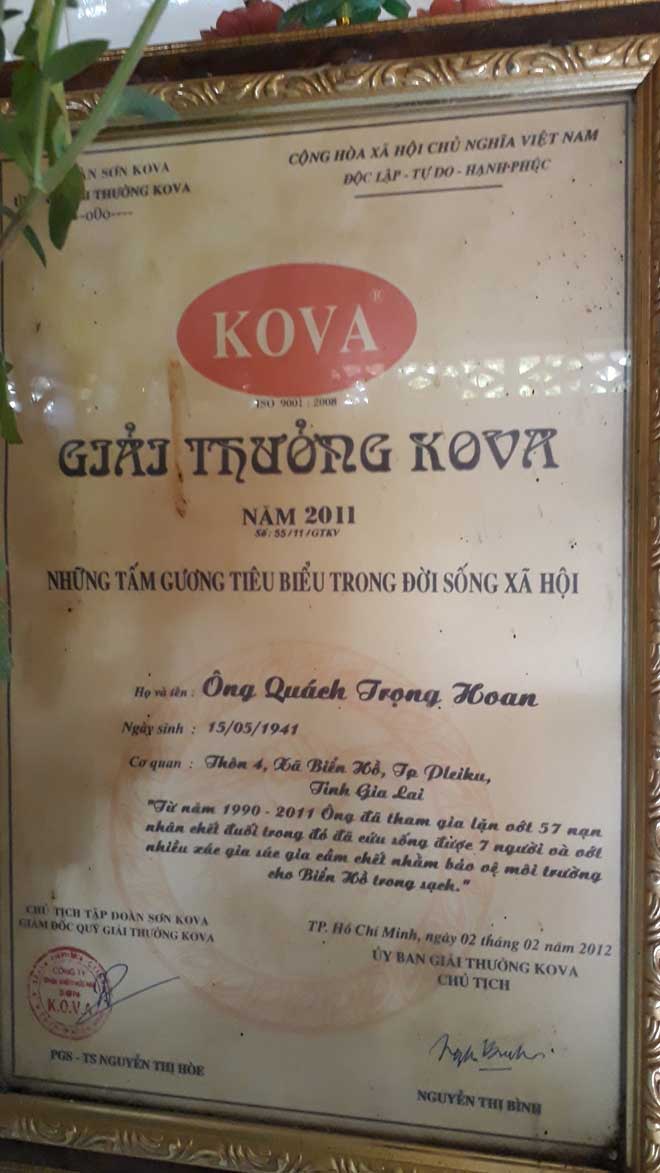 ÀN SƠN KOVA
CỘNG HÒA XÃ HỘI CHỦ NGHĨA VIỆT NAM
THƯỞNG KOVA
ĐỘC LẬP - TỰ DO - HẠNH PHÚC
-o0o----
KOVA®
ISO 9001 : 2008
GIẢI THƯỞNG KOVA
NĂM 2011
Số: 55/11/GTKV
NHỮNG TẤM GƯƠNG TIÊU BIỂU TRONG ĐỜI SỐNG XÃ HỘI
Họ và tên : Ông Quách Trọng Hoan
Ngày sinh : 15/05/1941
Cơ quan : Thôn 4, Xã Biển Hồ, Tp Pleiku,
Tỉnh Gia Lai
"Từ năm 1990 - 2011 Ông đã tham gia lặn vớt 57 nạn
nhân chết đuối trong đó đã cứu sống được 7 người và vớt
nhiều xác gia súc gia cầm chết nhằm bảo vệ môi trường
cho Biển Hồ trong sạch."
CHỦ TỊCH TẬP ĐOÀN SƠN KOVA
GIÁM ĐỐC QUỸ GIẢI THƯỞNG KOVA
TP. Hồ Chí Minh, ngày 02 tháng 02 năm 2012
ỦY BAN GIẢI THƯỞNG KOVA
CHỦ TỊCH
CÔNG TY
K.O.V.A
PGS - TS NGUYỄN THỊ HÒE
NGUYỄN THỊ BÌNH